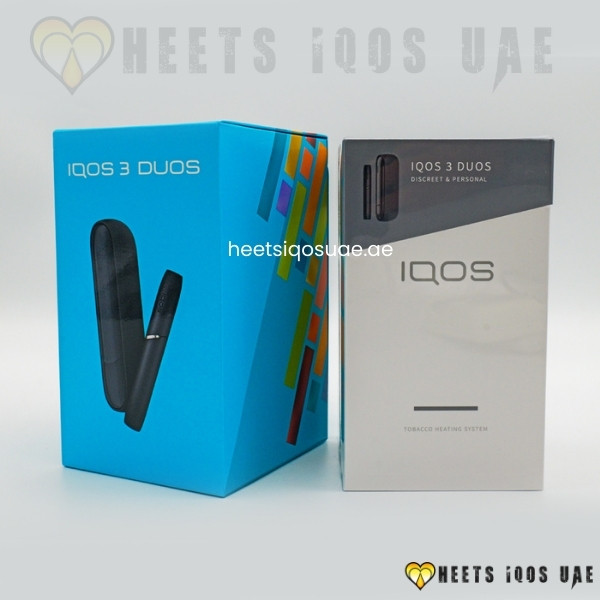 HEETS iQOS UAE
IQOS 3 DUOS
IQOS 3 DUOS
DISCREET & PERSONAL
heetsiqosuae.ae
IQOS
TOBACCO HEATING SYSTEM
HEETS iQOS UAE